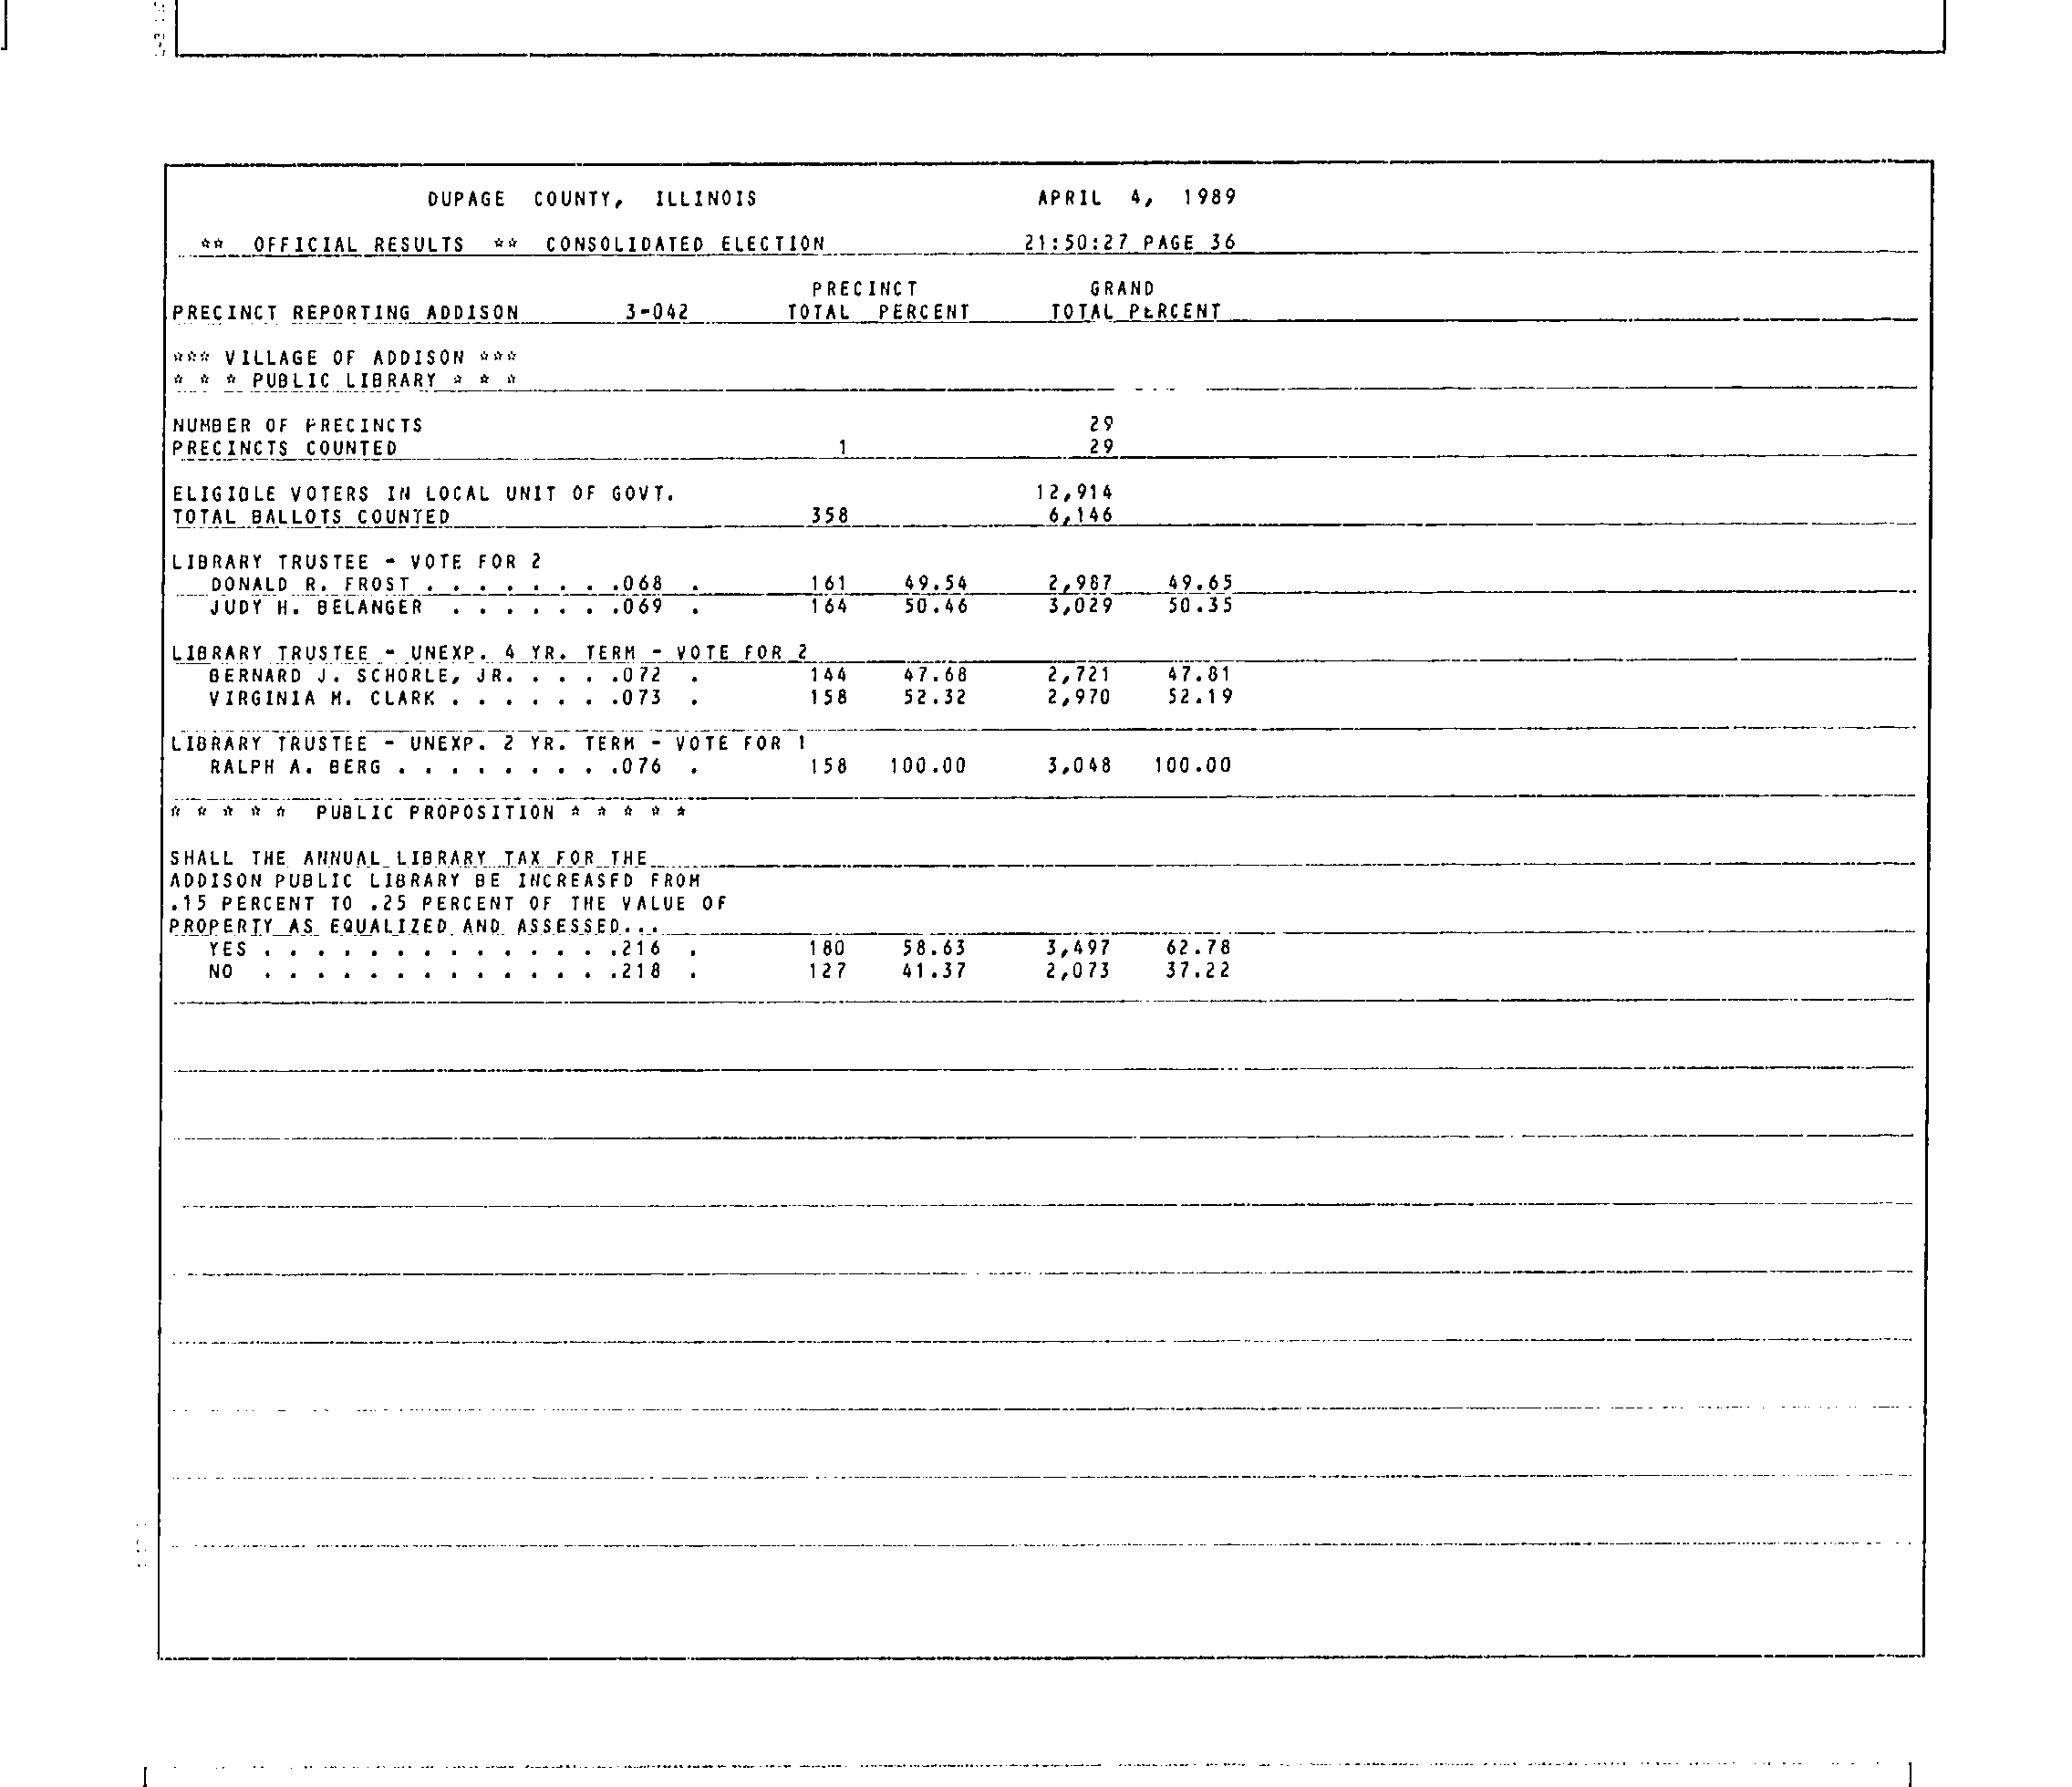 DUPAGE COUNTY, ILLINOIS APRIL 4, 1989
** OFFICIAL RESULTS ** CONSOLIDATED ELECTION 21:50:27 PAGE 36
PRECINCT GRAND
PRECINCT REPORTING ADDISON 3-042 TOTAL PERCENT TOTAL PERCENT
*** VILLAGE OF ADDISON ***
* * * PUBLIC LIBRARY * * *
NUMBER OF PRECINCTS 29
PRECINCTS COUNTED 1 29
ELIGIBLE VOTERS IN LOCAL UNIT OF GOVT. 12,914
TOTAL BALLOTS COUNTED 358 6,146
LIBRARY TRUSTEE - VOTE FOR 2
DONALD R. FROST . . . . . . . .068 . 161 49.54 2,987 49.65
JUDY H. BELANGER . . . . . . .069 . 164 50.46 3,029 50.35
LIBRARY TRUSTEE - UNEXP. 4 YR. TERM - VOTE FOR 2
BERNARD J. SCHORLE, JR. . . . .072 . 144 47.68 2,721 47.81
VIRGINIA M. CLARK . . . . . . .073 . 158 52.32 2,970 52.19
LIBRARY TRUSTEE - UNEXP. 2 YR. TERM - VOTE FOR 1
RALPH A. BERG . . . . . . . . .076 . 158 100.00 3,048 100.00
* * * * * PUBLIC PROPOSITION * * * * *
SHALL THE ANNUAL LIBRARY TAX FOR THE
ADDISON PUBLIC LIBRARY BE INCREASED FROM
.15 PERCENT TO .25 PERCENT OF THE VALUE OF
PROPERTY AS EQUALIZED AND ASSESSED...
YES . . . . . . . . . . . . . .216 . 180 58.63 3,497 62.78
NO . . . . . . . . . . . . . .218 . 127 41.37 2,073 37.22